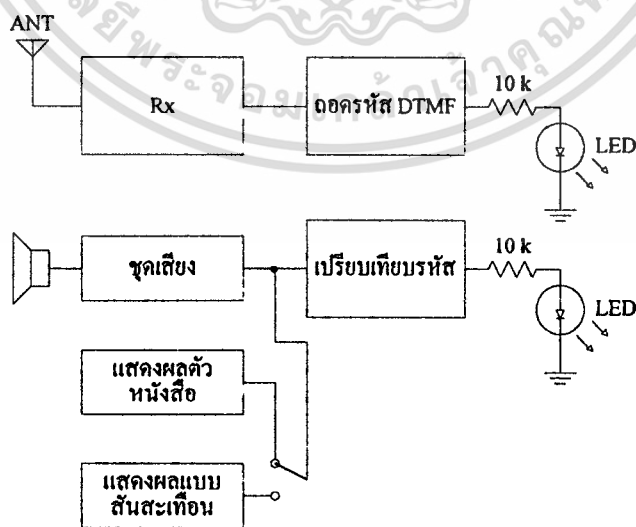 ANT
Rx
ถอดรหัส DTMF
10 k
LED
ชุดเสียง
เปรียบเทียบรหัส
10 k
LED
แสดงผลตัว
หนังสือ
แสดงผลแบบ
สันสะเทือน